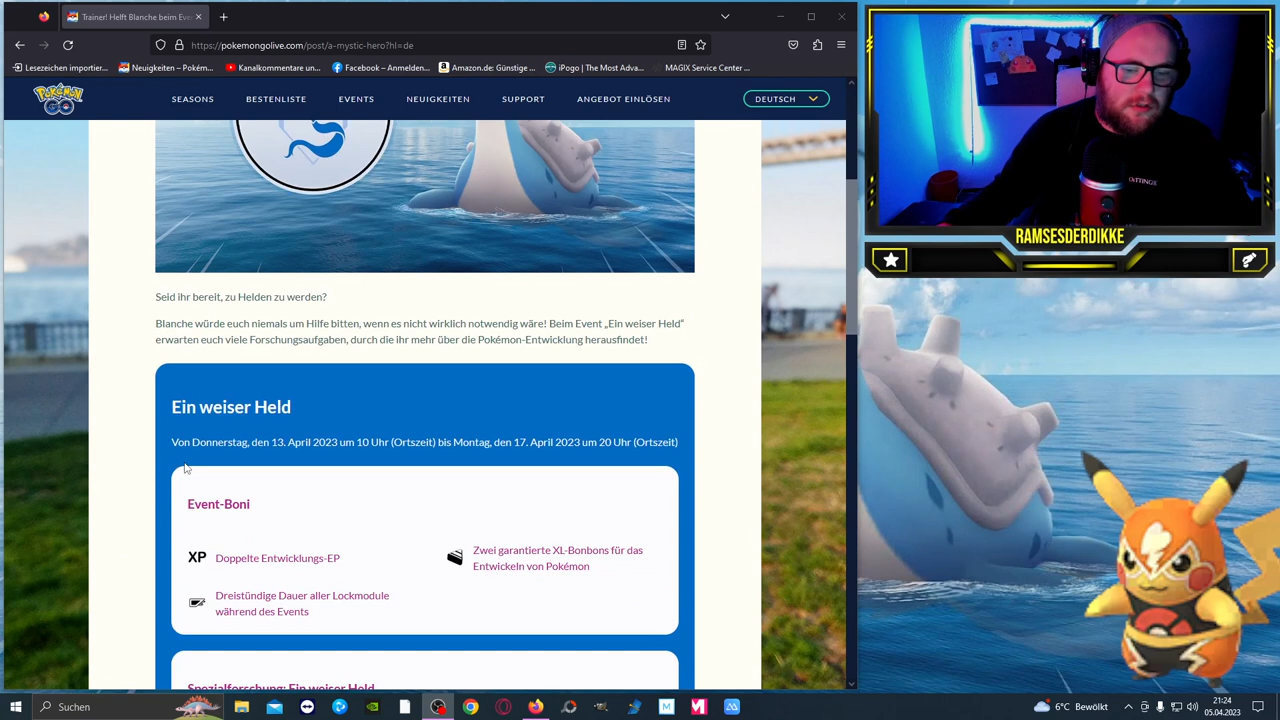 Trainer! Helft Blanche beim Eve
https://pokemongolive.com/post/a-mystic-hero?hl=de
Lesezeichen importier...
Neuigkeiten – Pokém...
Kanalkommentare un...
Facebook – Anmelden...
Amazon.de: Günstige ...
iPogo | The Most Adva...
MAGIX Service Center ...
POKÉMON GO
SEASONS
BESTENLISTE
EVENTS
NEUIGKEITEN
SUPPORT
ANGEBOT EINLÖSEN
DEUTSCH
RAMSESDERDIKKE
Seid ihr bereit, zu Helden zu werden?
Blanche würde euch niemals um Hilfe bitten, wenn es nicht wirklich notwendig wäre! Beim Event „Ein weiser Held“
erwarten euch viele Forschungsaufgaben, durch die ihr mehr über die Pokémon-Entwicklung herausfindet!
Ein weiser Held
Von Donnerstag, den 13. April 2023 um 10 Uhr (Ortszeit) bis Montag, den 17. April 2023 um 20 Uhr (Ortszeit)
Event-Boni
XP Doppelte Entwicklungs-EP
Zwei garantierte XL-Bonbons für das
Entwickeln von Pokémon
Dreistündige Dauer aller Lockmodule
während des Events
Spezialforschung: Ein weiser Held
Suchen
6°C Bewölkt
21:24
05.04.2023